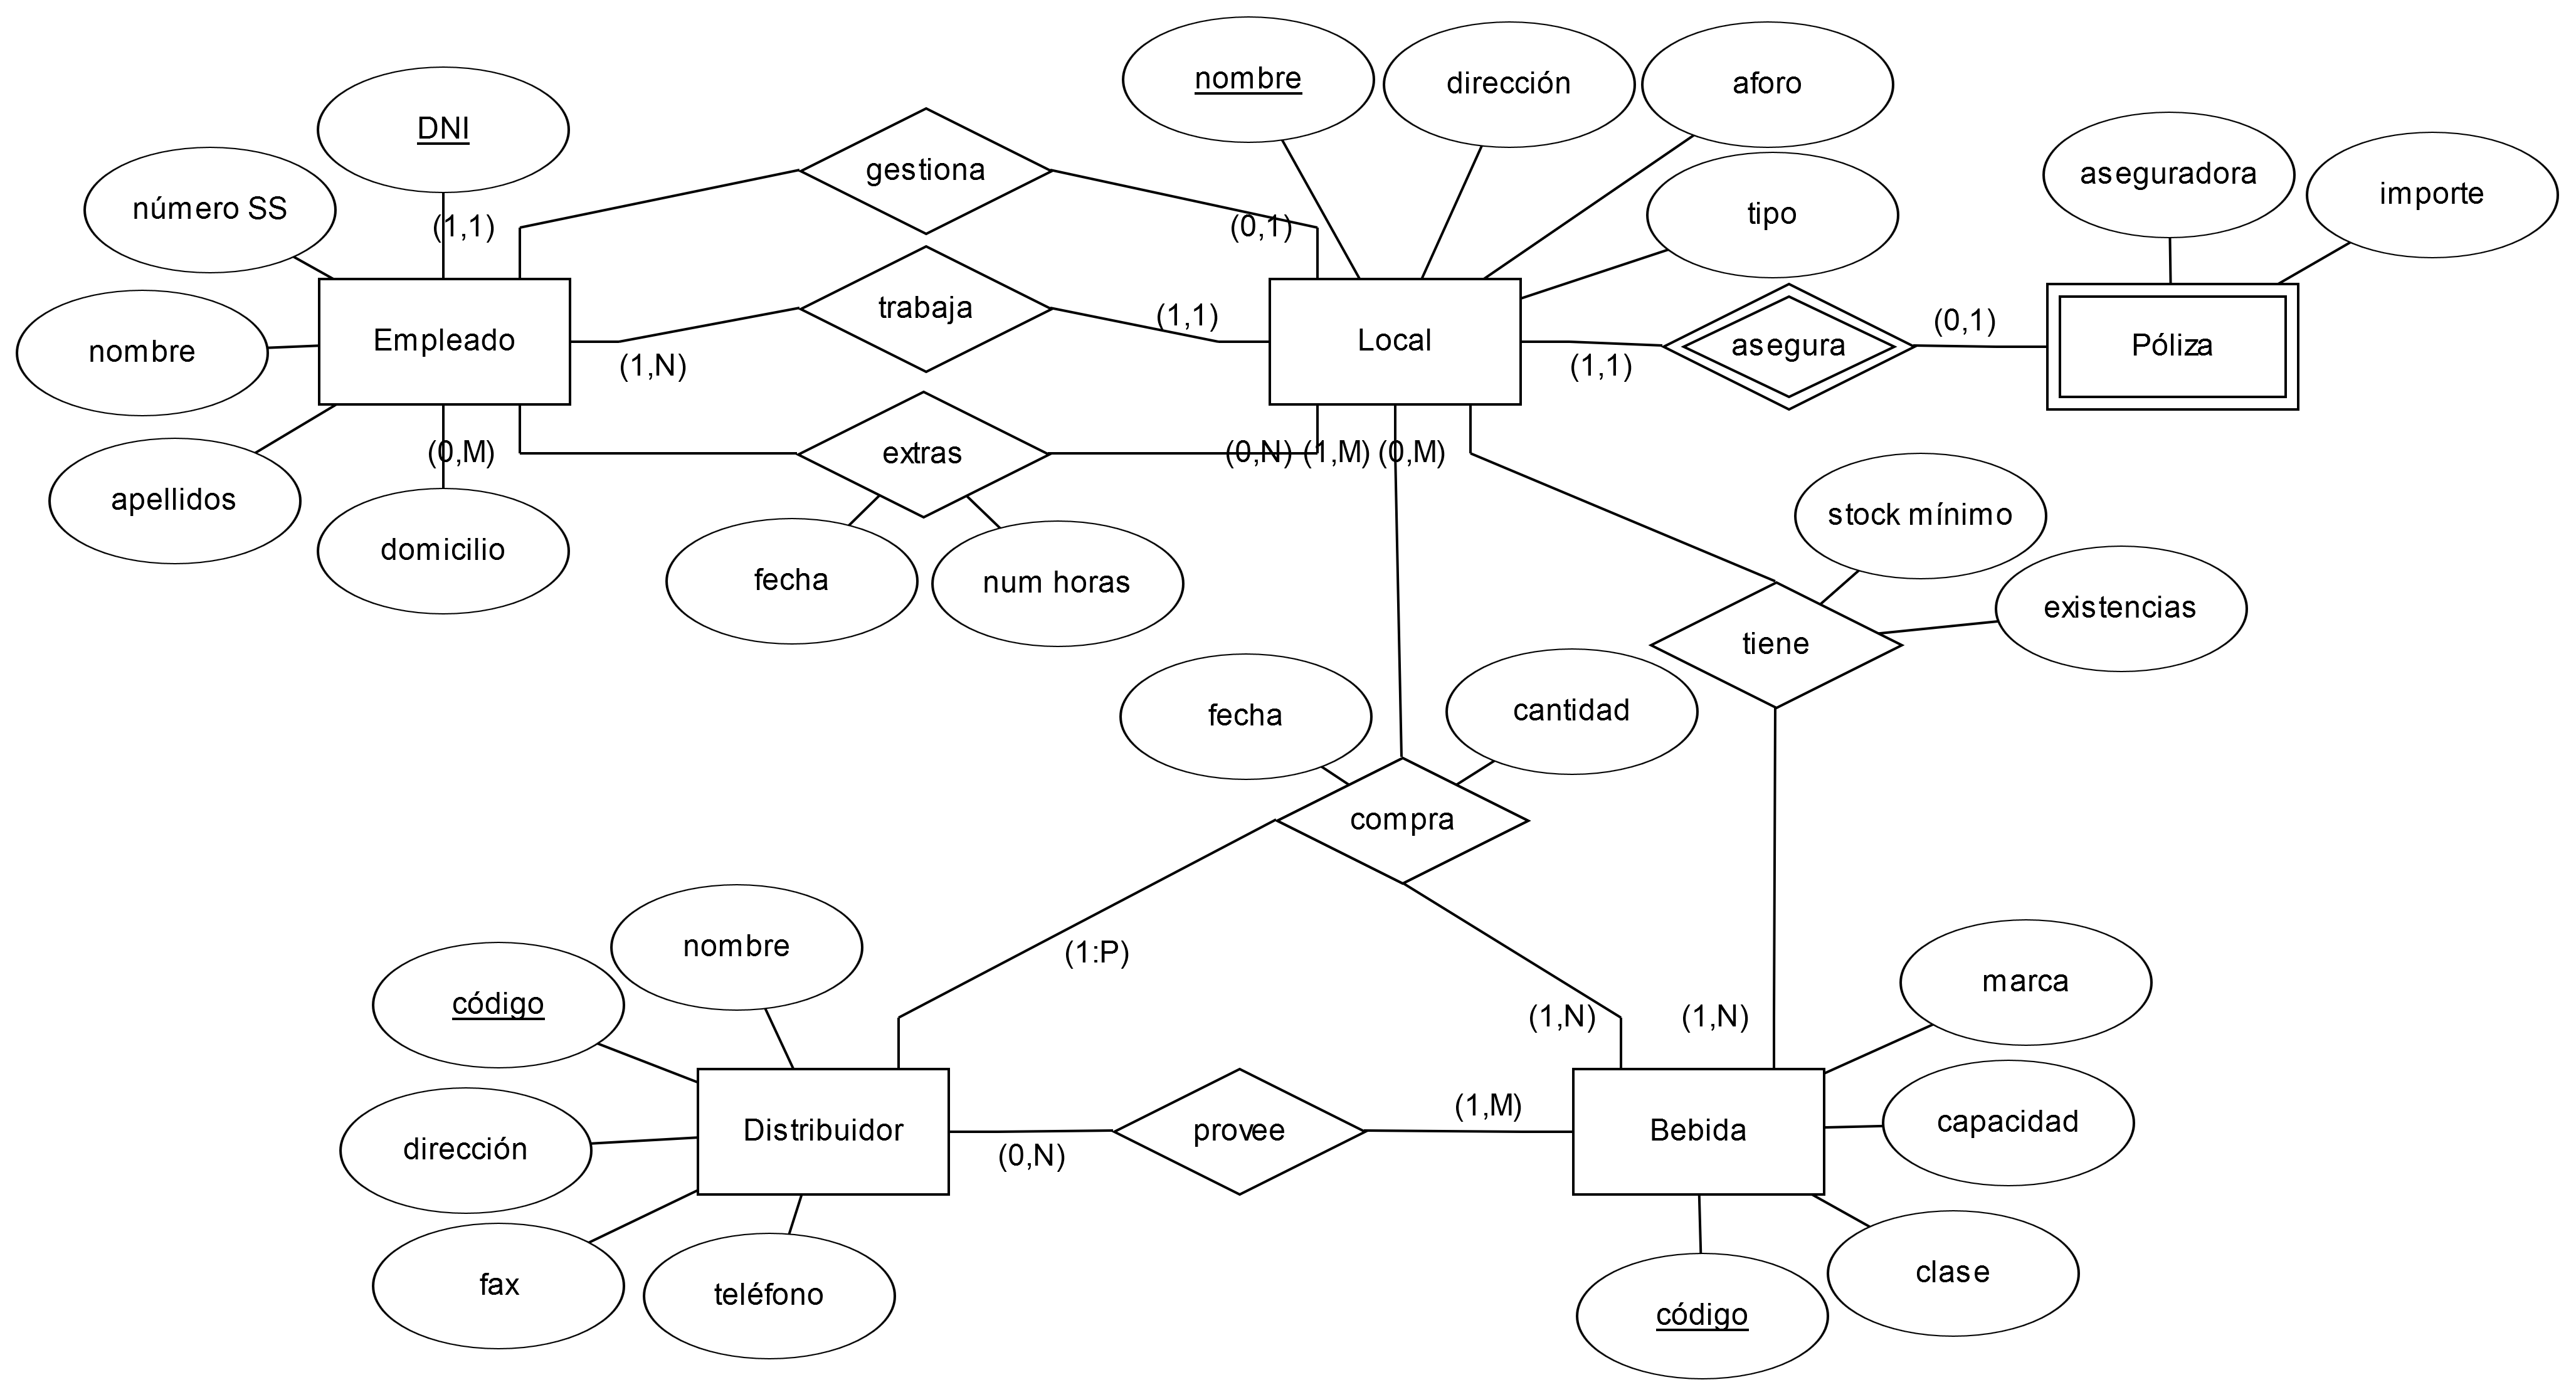 nombre
dirección
aforo
DNI
gestiona
aseguradora
importe
número SS
tipo
(1,1)
(0,1)
trabaja
(1,1)
(0,1)
Empleado
Local
asegura
Póliza
nombre
(1,N)
(1,1)
(0,M)
extras
(0,N)
(1,M)
(0,M)
apellidos
domicilio
stock mínimo
fecha
num horas
existencias
tiene
fecha
cantidad
compra
nombre
(1:P)
código
marca
(1,N)
(1,N)
(1,M)
capacidad
Distribuidor
provee
Bebida
dirección
(0,N)
fax
teléfono
clase
código